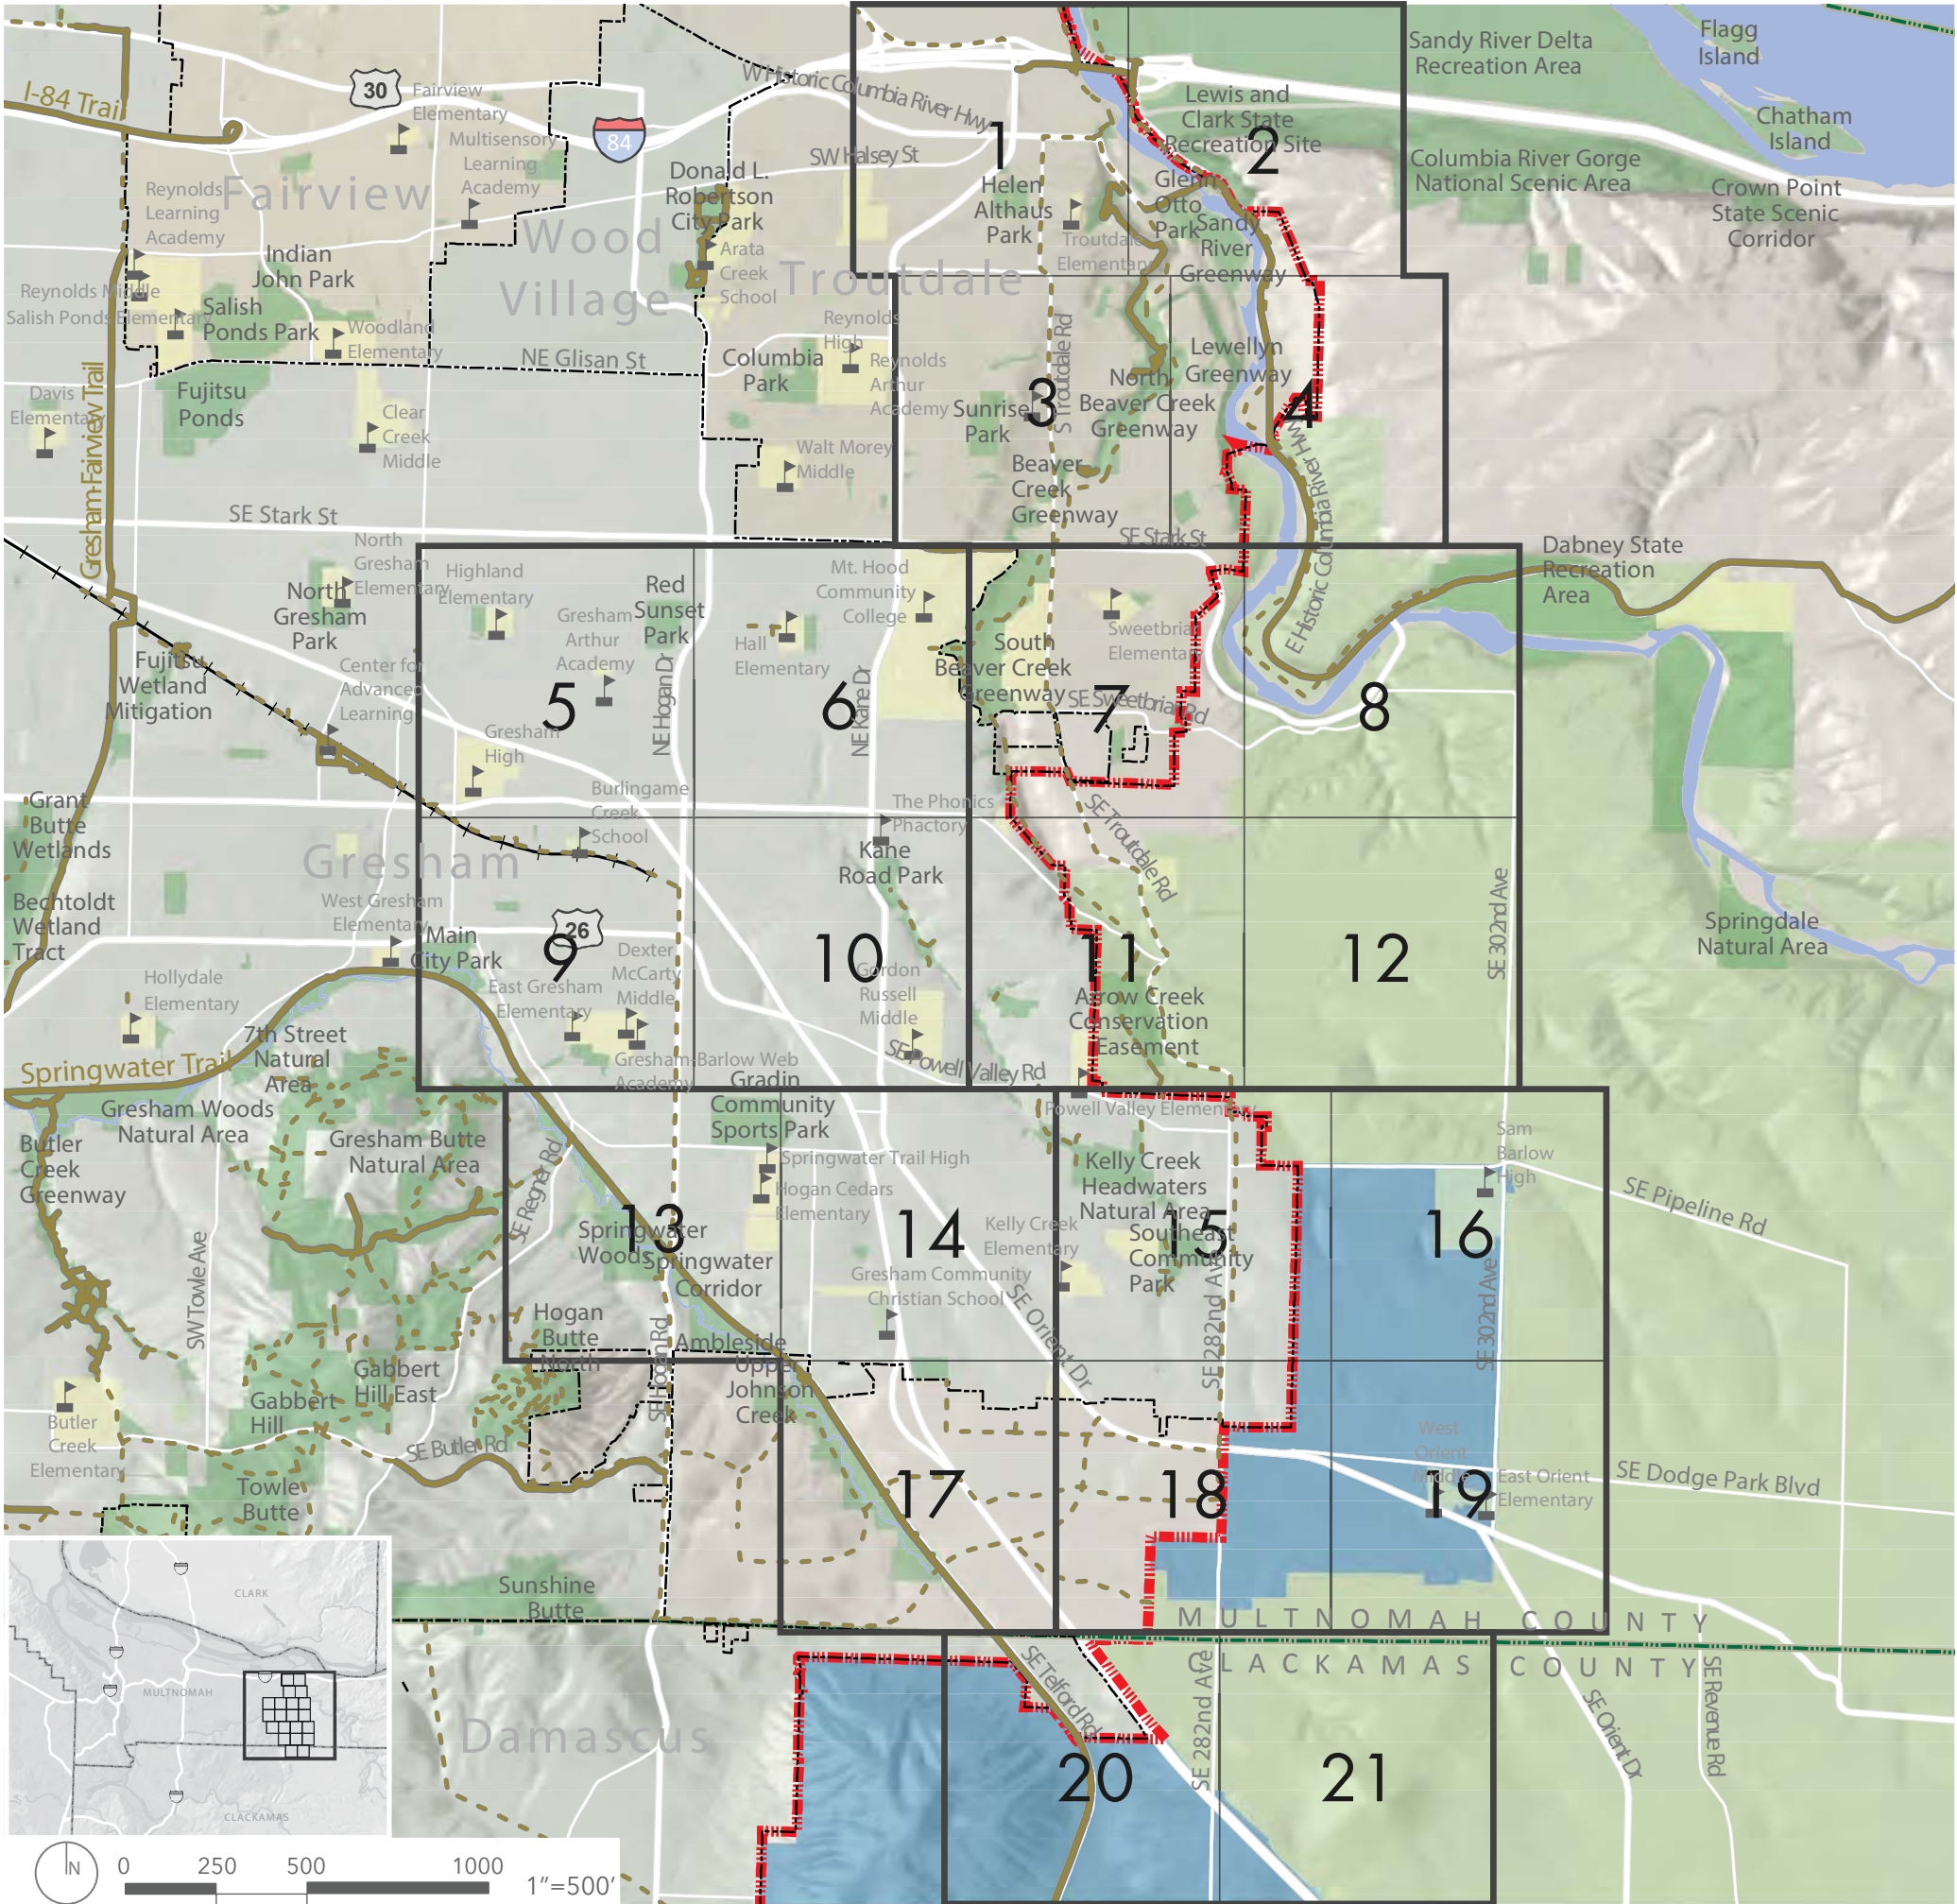 Sandy River Delta
Recreation Area
Flagg
Island
Chatham
Island
I-84 Trail
30
Fairview
Elementary
84
W Historic Columbia River Hwy
Lewis and
Clark State
Recreation Site
1
2
Columbia River Gorge
National Scenic Area
Crown Point
State Scenic
Corridor
Multisensory
Learning
Academy
Fairview
Reynolds
Learning
Academy
Donald L.
Robertson
City Park
SW Halsey St
Helen
Althaus
Park
Troutdale
Elementary
Glenn
Otto
Park
Sandy
River
Greenway
Indian
John Park
Wood
Village
Arata
Creek
School
Troutdale
Reynolds Middle
Salish Ponds Elementary
Salish
Ponds Park
Woodland
Elementary
NE Glisan St
Columbia
Park
Reynolds
High
Reynolds
Arthur
Academy
S Troutdale Rd
Lewellyn
Greenway
North
Beaver Creek
Greenway
3
4
Sunrise
Park
Davis
Elementary
Gresham-Fairview Trail
Fujitsu
Ponds
Clear
Creek
Middle
Walt Morey
Middle
Beaver
Creek
Greenway
E Historic Columbia River Hwy
SE Stark St
SE Stark St
North
Gresham
Elementary
North
Gresham
Park
Highland
Elementary
Gresham
Arthur
Academy
Red
Sunset
Park
Mt. Hood
Community
College
Hall
Elementary
Dabney State
Recreation
Area
South
Beaver Creek
Greenway
Sweetbriar
Elementary
SE Sweetbriar Rd
5
6
7
8
NE Hogan Dr
NE Kane Dr
Fujitsu
Wetland
Mitigation
Center for
Advanced
Learning
Gresham
High
Burlingame
Creek
School
The Phonics
Phactory
SE Troutdale Rd
Grant
Butte
Wetlands
Gresham
Kane
Road Park
Bechtoldt
Wetland
Tract
West Gresham
Elementary
Main
City Park
26
9
10
11
12
SE 302nd Ave
Springdale
Natural Area
Dexter
McCarty
Middle
East Gresham
Elementary
Gordon
Russell
Middle
Arrow Creek
Conservation
Easement
Hollydale
Elementary
7th Street
Natural
Area
Springwater Trail
Gresham-Barlow Web
Academy
SE Powell Valley Rd
Gradin
Community
Sports Park
Powell Valley Elementary
Gresham Woods
Natural Area
Butler
Creek
Greenway
Gresham Butte
Natural Area
SE Regner Rd
Springwater Trail High
Hogan Cedars
Elementary
Kelly Creek
Headwaters
Natural Area
Sam
Barlow
High
SE Pipeline Rd
13
14
15
16
Springwater
Woods
Springwater
Corridor
Kelly Creek
Elementary
Southeast
Community
Park
Gresham Community
Christian School
SW Towle Ave
SE Orient Dr
SE 282nd Ave
SE 302nd Ave
Hogan
Butte
North
SE Hogan Rd
Ambleside
Upper
Johnson
Creek
Gabbert
Hill East
Gabbert
Hill
Butler
Creek
Elementary
SE Butler Rd
Towle
Butte
17
18
19
West
Orient
Middle
East Orient
Elementary
SE Dodge Park Blvd
Sunshine
Butte
MULTNOMAH COUNTY
CLACKAMAS COUNTY
Damascus
SE Telford Rd
SE 282nd Ave
20
21
SE Orient Dr
SE Revenue Rd
CLARK
MULTNOMAH
CLACKAMAS
N
0 250 500 1000
1"=500'